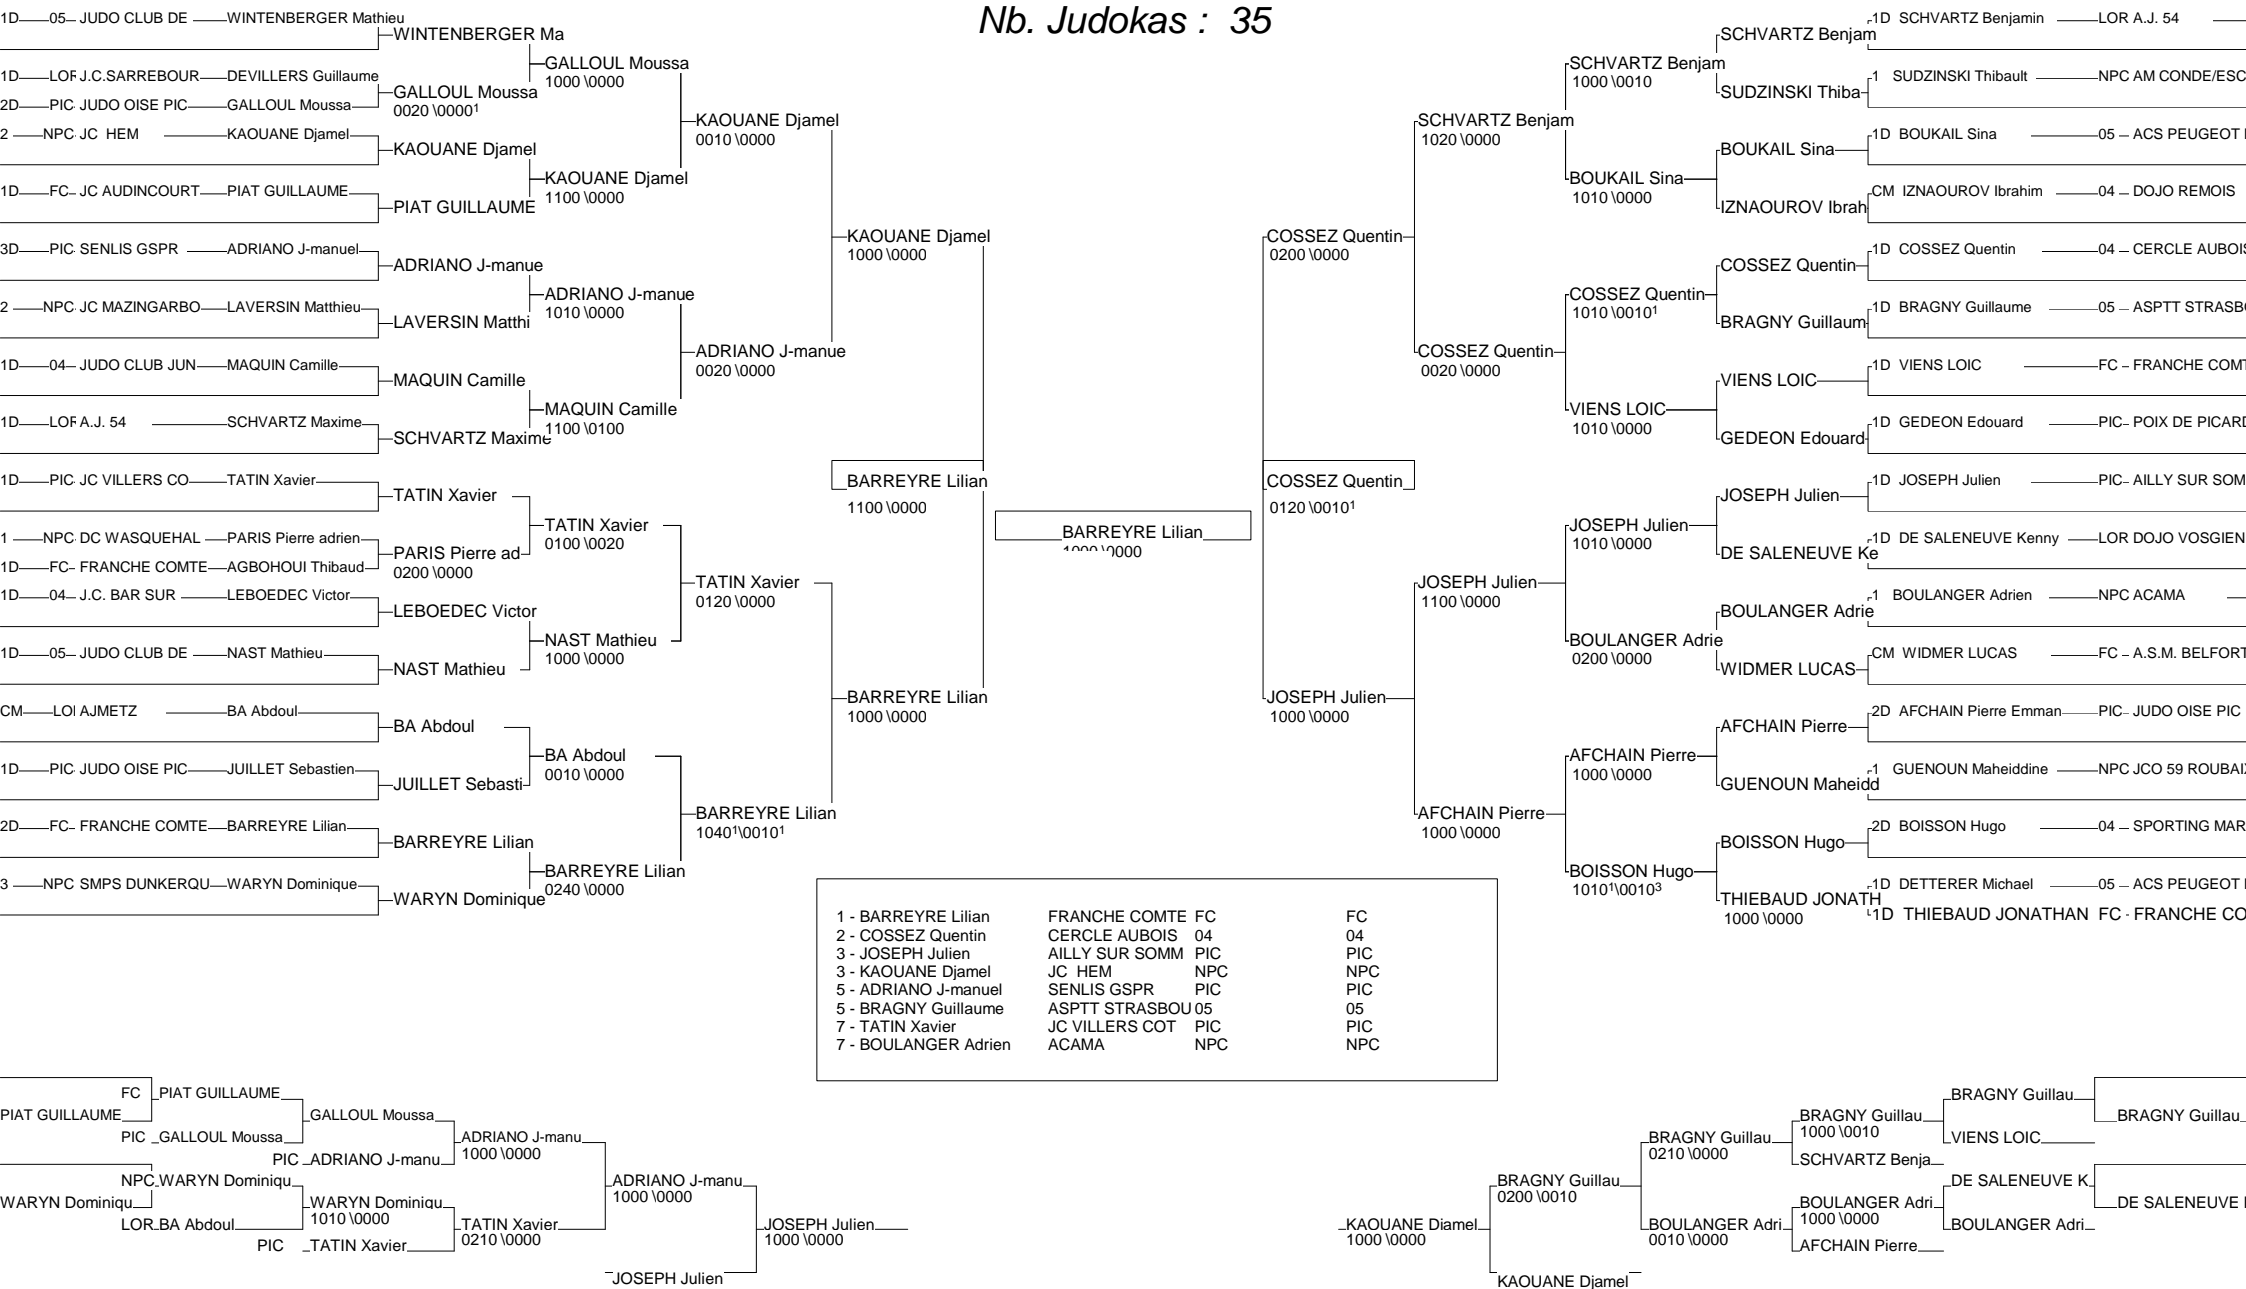 Nb. Judokas : 35
1D 05 JUDO CLUB DE WINTENBERGER Mathieu
WINTENBERGER Ma
GALLOUL Moussa
1000 \0000
1D LOR J.C.SARREBOUR DEVILLERS Guillaume
GALLOUL Moussa
0020 \0000¹
2D PIC JUDO OISE PIC GALLOUL Moussa
KAOUANE Djamel
0010 \0000
2 NPC JC HEM KAOUANE Djamel
KAOUANE Djamel
KAOUANE Djamel
1100 \0000
1D FC JC AUDINCOURT PIAT GUILLAUME
PIAT GUILLAUME
KAOUANE Djamel
1000 \0000
3D PIC SENLIS GSPR ADRIANO J-manuel
ADRIANO J-manue
ADRIANO J-manue
1010 \0000
2 NPC JC MAZINGARBO LAVERSIN Matthieu
LAVERSIN Matthi
ADRIANO J-manue
0020 \0000
1D 04 JUDO CLUB JUN MAQUIN Camille
MAQUIN Camille
MAQUIN Camille
1100 \0100
1D LOR A.J. 54 SCHVARTZ Maxime
SCHVARTZ Maxime
BARREYRE Lilian
1100 \0000
1D PIC JC VILLERS CO TATIN Xavier
TATIN Xavier
TATIN Xavier
0100 \0020
1 NPC DC WASQUEHAL PARIS Pierre adrien
PARIS Pierre ad
0200 \0000
1D FC FRANCHE COMTE AGBOHOUI Thibaud
TATIN Xavier
0120 \0000
1D 04 J.C. BAR SUR LEBOEDEC Victor
LEBOEDEC Victor
NAST Mathieu
1000 \0000
1D 05 JUDO CLUB DE NAST Mathieu
NAST Mathieu
BARREYRE Lilian
1000 \0000
CM LOI AJMETZ BA Abdoul
BA Abdoul
BA Abdoul
0010 \0000
1D PIC JUDO OISE PIC JUILLET Sebastien
JUILLET Sebasti
BARREYRE Lilian
1040¹\0010¹
2D FC FRANCHE COMTE BARREYRE Lilian
BARREYRE Lilian
BARREYRE Lilian
0240 \0000
3 NPC SMPS DUNKERQU WARYN Dominique
WARYN Dominique
BARREYRE Lilian
1000 \0000
1D SCHVARTZ Benjamin LOR A.J. 54
SCHVARTZ Benjam
SCHVARTZ Benjam
1000 \0010
1 SUDZINSKI Thibault NPC AM CONDE/ESC
SUDZINSKI Thiba
SCHVARTZ Benjam
1020 \0000
1D BOUKAIL Sina 05 ACS PEUGEOT
BOUKAIL Sina
BOUKAIL Sina
1010 \0000
CM IZNAOUROV Ibrahim 04 DOJO REMOIS
IZNAOUROV Ibrah
COSSEZ Quentin
0200 \0000
1D COSSEZ Quentin 04 CERCLE AUBOIS
COSSEZ Quentin
COSSEZ Quentin
1010 \0010¹
1D BRAGNY Guillaume 05 ASPTT STRASBO
BRAGNY Guillaum
COSSEZ Quentin
0020 \0000
1D VIENS LOIC FC FRANCHE COMT
VIENS LOIC
VIENS LOIC
1010 \0000
1D GEDEON Edouard PIC POIX DE PICARD
GEDEON Edouard
COSSEZ Quentin
0120 \0010¹
1D JOSEPH Julien PIC AILLY SUR SOM
JOSEPH Julien
JOSEPH Julien
1010 \0000
1D DE SALENEUVE Kenny LOR DOJO VOSGIEN
DE SALENEUVE Ke
JOSEPH Julien
1100 \0000
1 BOULANGER Adrien NPC ACAMA
BOULANGER Adrie
BOULANGER Adrie
0200 \0000
CM WIDMER LUCAS FC A.S.M. BELFORT
WIDMER LUCAS
JOSEPH Julien
1000 \0000
2D AFCHAIN Pierre Emman PIC JUDO OISE PIC
AFCHAIN Pierre
AFCHAIN Pierre
1000 \0000
1 GUENOUN Maheiddine NPC JCO 59 ROUBAIX
GUENOUN Maheidd
AFCHAIN Pierre
1000 \0000
2D BOISSON Hugo 04 SPORTING MAR
BOISSON Hugo
BOISSON Hugo
1010¹\0010³
1D DETTERER Michael 05 ACS PEUGEOT
THIEBAUD JONATH
1000 \0000
1D THIEBAUD JONATHAN FC FRANCHE CO
1 - BARREYRE Lilian FRANCHE COMTE FC FC
2 - COSSEZ Quentin CERCLE AUBOIS 04 04
3 - JOSEPH Julien AILLY SUR SOMM PIC PIC
3 - KAOUANE Djamel JC HEM NPC NPC
5 - ADRIANO J-manuel SENLIS GSPR PIC PIC
5 - BRAGNY Guillaume ASPTT STRASBOU 05 05
7 - TATIN Xavier JC VILLERS COT PIC PIC
7 - BOULANGER Adrien ACAMA NPC NPC
FC PIAT GUILLAUME
PIAT GUILLAUME
GALLOUL Moussa
PIC GALLOUL Moussa
ADRIANO J-manu
1000 \0000
PIC ADRIANO J-manu
NPC WARYN Dominiqu
ADRIANO J-manu
1000 \0000
WARYN Dominiqu
WARYN Dominiqu
1010 \0000
LOR BA Abdoul
TATIN Xavier
0210 \0000
JOSEPH Julien
1000 \0000
PIC TATIN Xavier
JOSEPH Julien
BRAGNY Guillau
BRAGNY Guillau
BRAGNY Guillau
1000 \0010
BRAGNY Guillau
0210 \0000
VIENS LOIC
SCHVARTZ Benja
BRAGNY Guillau
0200 \0010
DE SALENEUVE K
BOULANGER Adri
1000 \0000
DE SALENEUVE
KAOUANE Djamel
1000 \0000
BOULANGER Adri
0010 \0000
BOULANGER Adri
AFCHAIN Pierre
KAOUANE Djamel